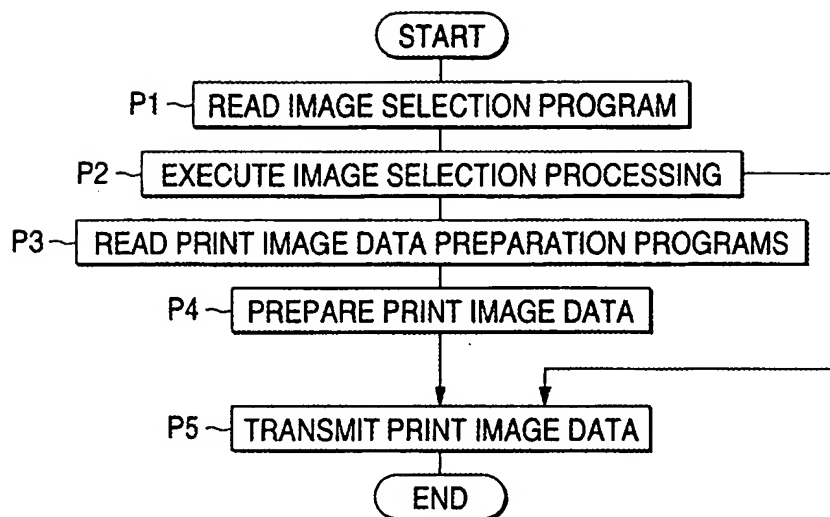 START
P1 READ IMAGE SELECTION PROGRAM
P2 EXECUTE IMAGE SELECTION PROCESSING
P3 READ PRINT IMAGE DATA PREPARATION PROGRAMS
P4 PREPARE PRINT IMAGE DATA
P5 TRANSMIT PRINT IMAGE DATA
END